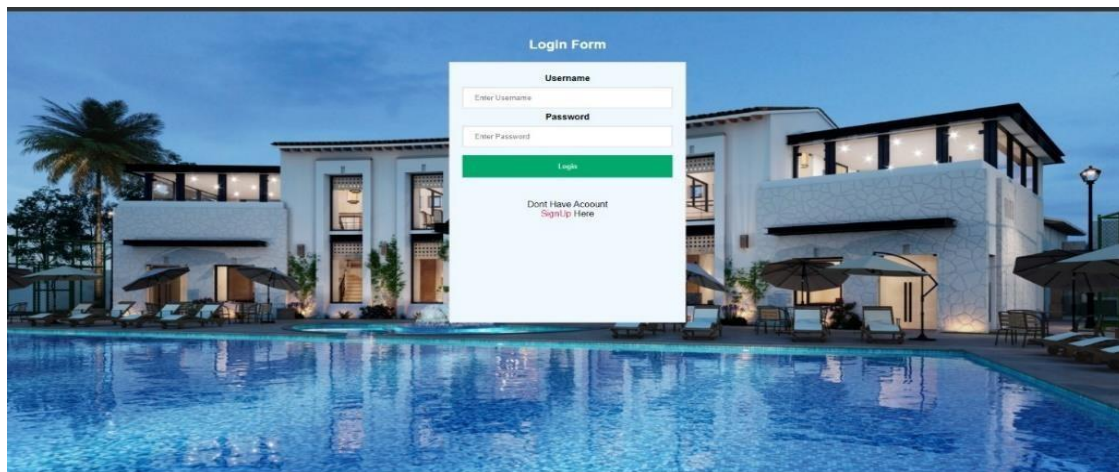 Login Form
Username
Enter Username
Password
Enter Password
Login
Dont Have Acoount
SignUp Here